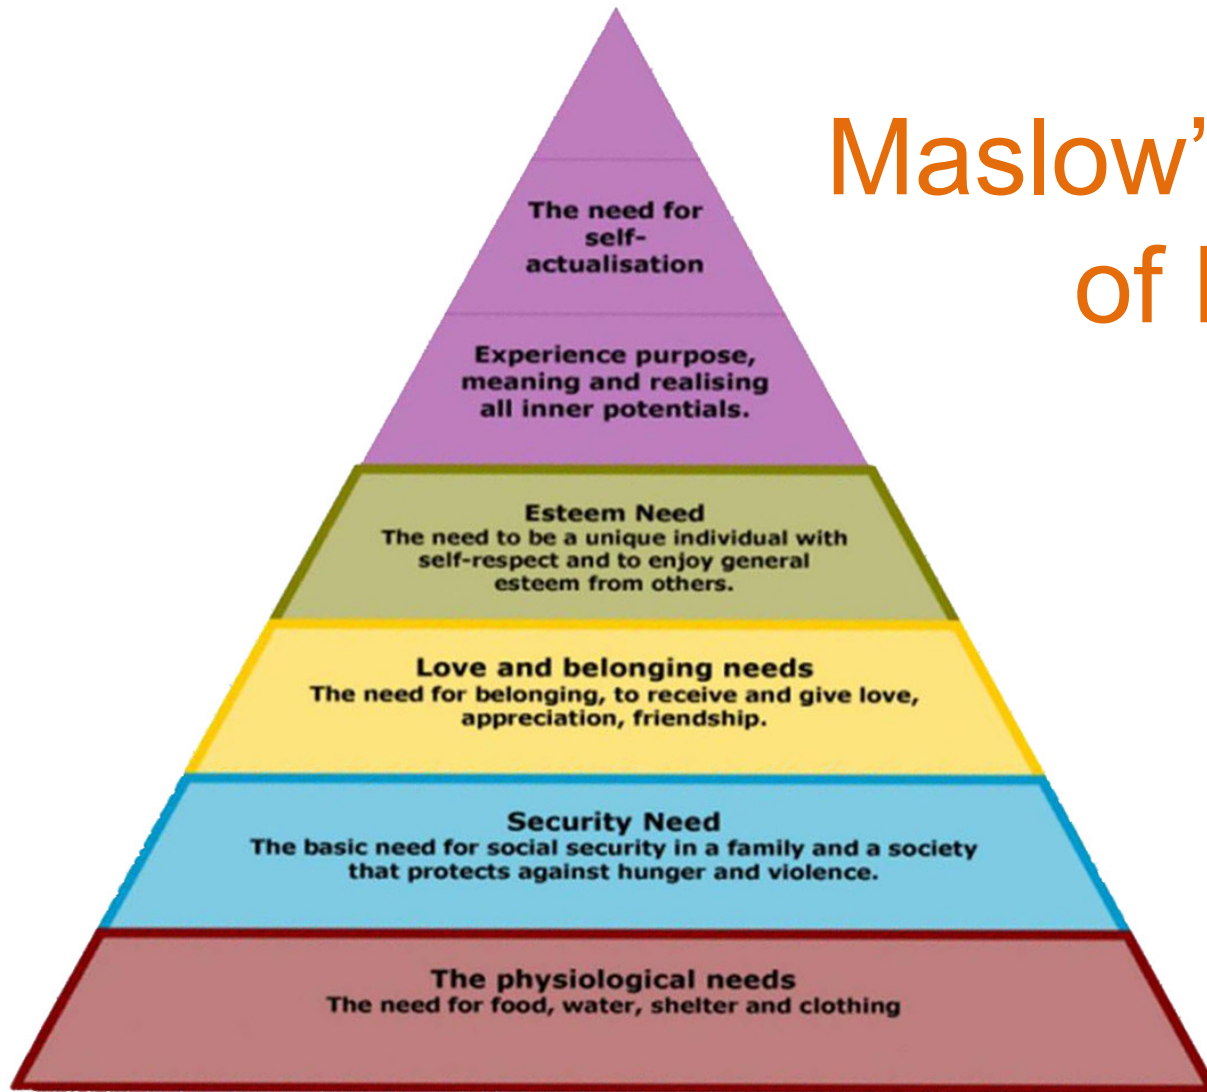 Maslow’
of
The need for
self-
actualisation
Experience purpose,
meaning and realising
all inner potentials.
Esteem Need
The need to be a unique individual with
self-respect and to enjoy general
esteem from others.
Love and belonging needs
The need for belonging, to receive and give love,
appreciation, friendship.
Security Need
The basic need for social security in a family and a society
that protects against hunger and violence.
The physiological needs
The need for food, water, shelter and clothing